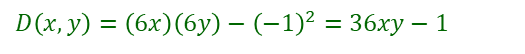 D(x, y) = (6x)(6y) − (−1)² = 36xy − 1